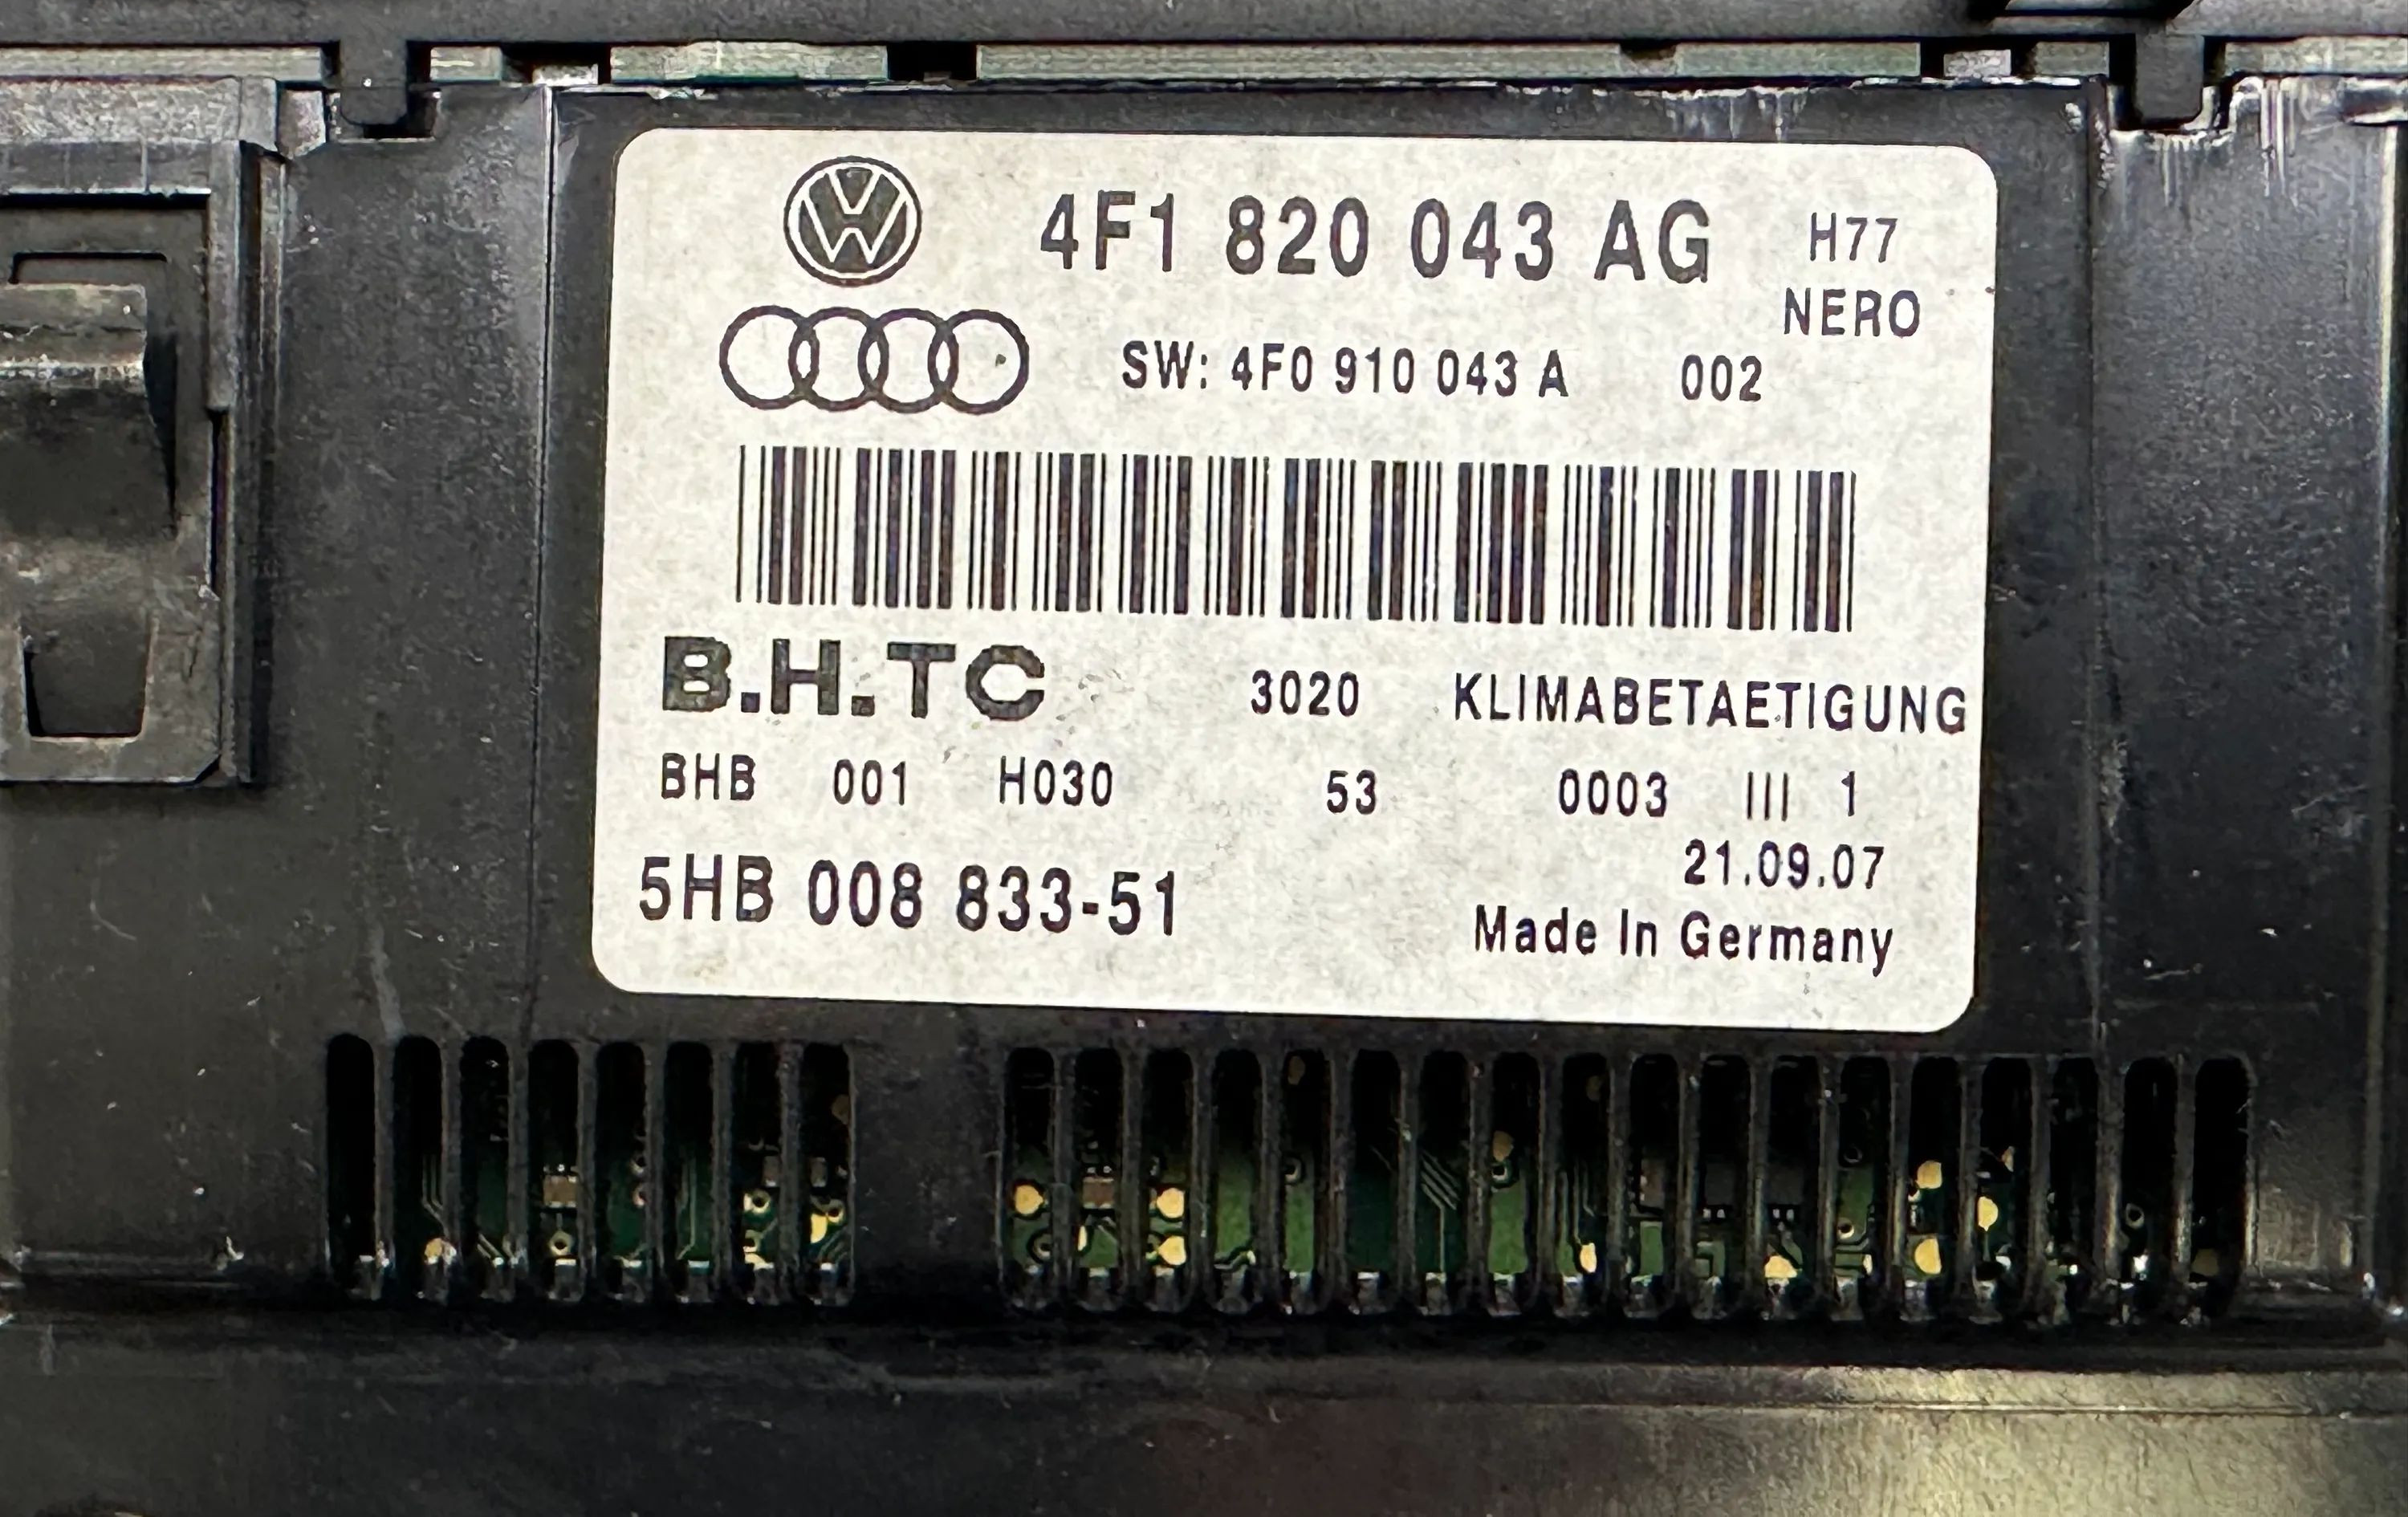 4F1 820 043 AG H77
NERO
SW: 4F0 910 043 A 002
B.H.TC 3020 KLIMABETAETIGUNG
BHB 001 H030 53 0003 III 1
21.09.07
5HB 008 833-51
Made In Germany